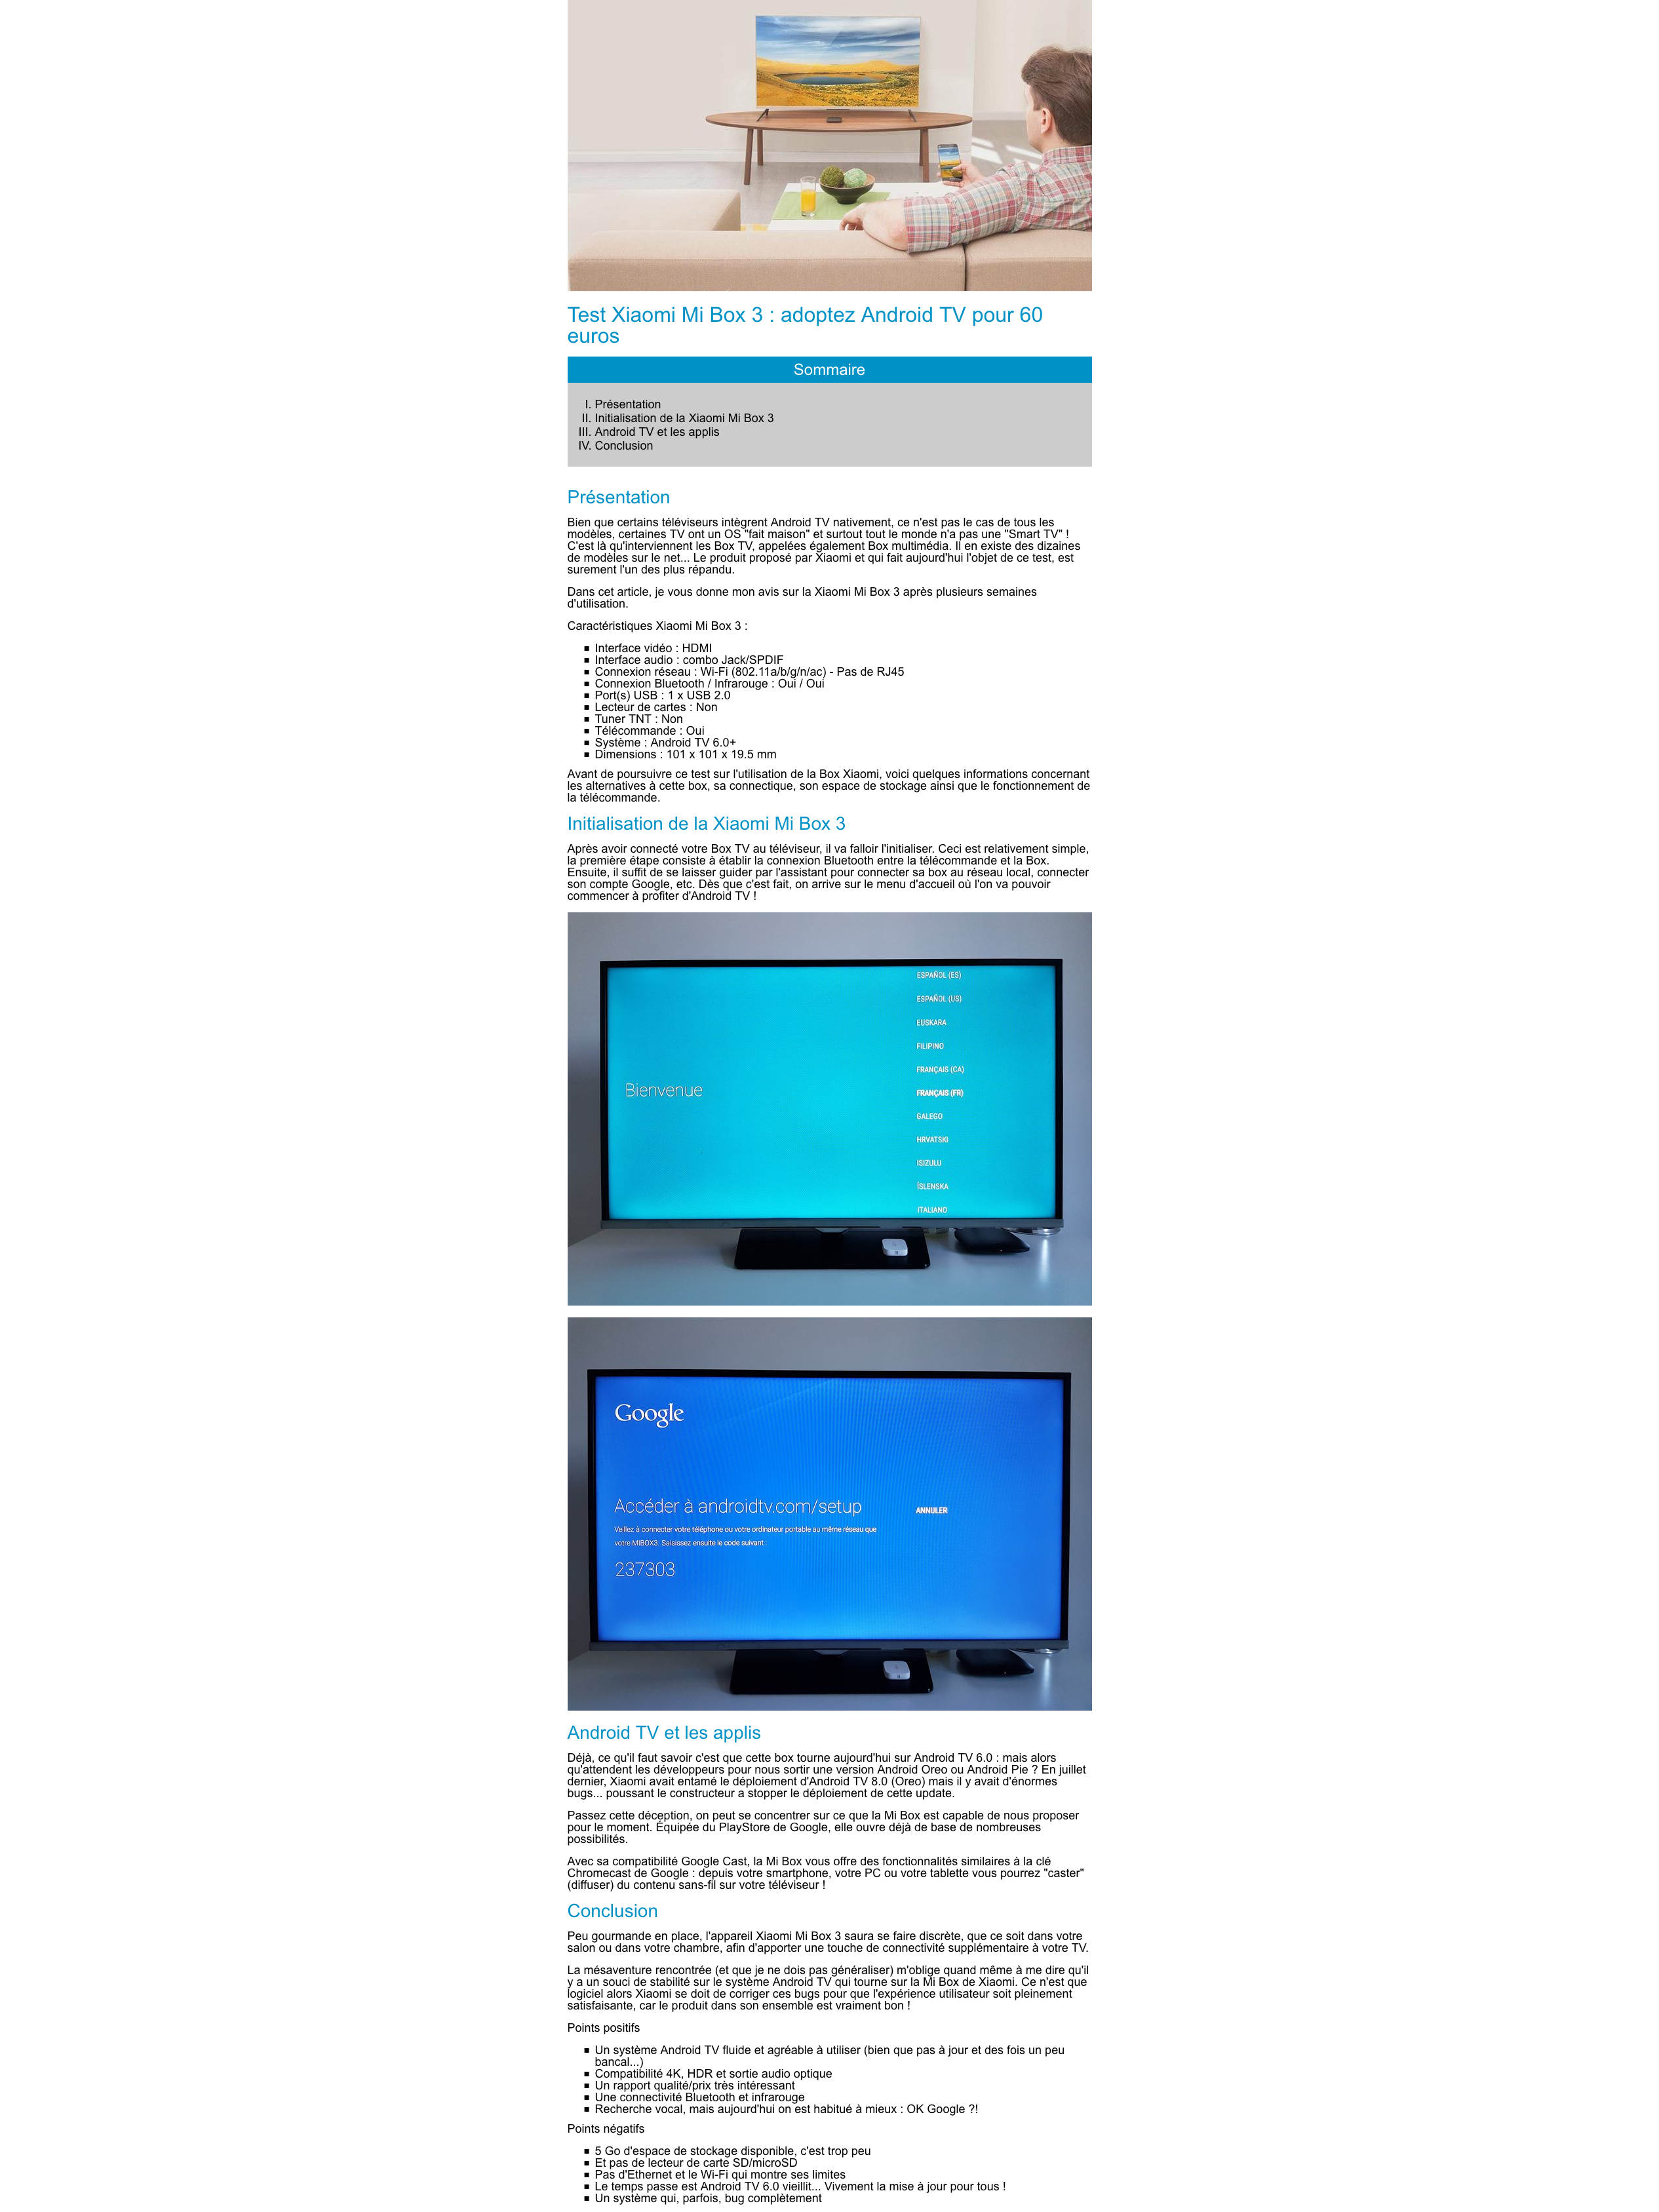 Test Xiaomi Mi Box 3 : adoptez Android TV pour 60
euros
Sommaire
I. Présentation
II. Initialisation de la Xiaomi Mi Box 3
III. Android TV et les applis
IV. Conclusion
Présentation
Bien que certains téléviseurs intègrent Android TV nativement, ce n'est pas le cas de tous les
modèles, certaines TV ont un OS "fait maison" et surtout tout le monde n'a pas une "Smart TV" !
C'est là qu'interviennent les Box TV, appelées également Box multimédia. Il en existe des dizaines
de modèles sur le net... Le produit proposé par Xiaomi et qui fait aujourd'hui l'objet de ce test, est
surement l'un des plus répandu.
Dans cet article, je vous donne mon avis sur la Xiaomi Mi Box 3 après plusieurs semaines
d'utilisation.
Caractéristiques Xiaomi Mi Box 3 :
▪ Interface vidéo : HDMI
▪ Interface audio : combo Jack/SPDIF
▪ Connexion réseau : Wi-Fi (802.11a/b/g/n/ac) - Pas de RJ45
▪ Connexion Bluetooth / Infrarouge : Oui / Oui
▪ Port(s) USB : 1 x USB 2.0
▪ Lecteur de cartes : Non
▪ Tuner TNT : Non
▪ Télécommande : Oui
▪ Système : Android TV 6.0+
▪ Dimensions : 101 x 101 x 19.5 mm
Avant de poursuivre ce test sur l'utilisation de la Box Xiaomi, voici quelques informations concernant
les alternatives à cette box, sa connectique, son espace de stockage ainsi que le fonctionnement de
la télécommande.
Initialisation de la Xiaomi Mi Box 3
Après avoir connecté votre Box TV au téléviseur, il va falloir l'initialiser. Ceci est relativement simple,
la première étape consiste à établir la connexion Bluetooth entre la télécommande et la Box.
Ensuite, il suffit de se laisser guider par l'assistant pour connecter sa box au réseau local, connecter
son compte Google, etc. Dès que c'est fait, on arrive sur le menu d'accueil où l'on va pouvoir
commencer à profiter d'Android TV !
ESPAÑOL (ES)
ESPAÑOL (US)
EUSKARA
FILIPINO
FRANÇAIS (CA)
Bienvenue
FRANÇAIS (FR)
GALEGO
HRVATSKI
ISIZULU
ÍSLENSKA
ITALIANO
Google
Accéder à androidtv.com/setup
ANNULER
Veillez à connecter votre téléphone ou votre ordinateur portable au même réseau que
votre MIBOX3. Saisissez ensuite le code suivant :
237303
Android TV et les applis
Déjà, ce qu'il faut savoir c'est que cette box tourne aujourd'hui sur Android TV 6.0 : mais alors
qu'attendent les développeurs pour nous sortir une version Android Oreo ou Android Pie ? En juillet
dernier, Xiaomi avait entamé le déploiement d'Android TV 8.0 (Oreo) mais il y avait d'énormes
bugs... poussant le constructeur a stopper le déploiement de cette update.
Passez cette déception, on peut se concentrer sur ce que la Mi Box est capable de nous proposer
pour le moment. Équipée du PlayStore de Google, elle ouvre déjà de base de nombreuses
possibilités.
Avec sa compatibilité Google Cast, la Mi Box vous offre des fonctionnalités similaires à la clé
Chromecast de Google : depuis votre smartphone, votre PC ou votre tablette vous pourrez "caster"
(diffuser) du contenu sans-fil sur votre téléviseur !
Conclusion
Peu gourmande en place, l'appareil Xiaomi Mi Box 3 saura se faire discrète, que ce soit dans votre
salon ou dans votre chambre, afin d'apporter une touche de connectivité supplémentaire à votre TV.
La mésaventure rencontrée (et que je ne dois pas généraliser) m'oblige quand même à me dire qu'il
y a un souci de stabilité sur le système Android TV qui tourne sur la Mi Box de Xiaomi. Ce n'est que
logiciel alors Xiaomi se doit de corriger ces bugs pour que l'expérience utilisateur soit pleinement
satisfaisante, car le produit dans son ensemble est vraiment bon !
Points positifs
▪ Un système Android TV fluide et agréable à utiliser (bien que pas à jour et des fois un peu
bancal...)
▪ Compatibilité 4K, HDR et sortie audio optique
▪ Un rapport qualité/prix très intéressant
▪ Une connectivité Bluetooth et infrarouge
▪ Recherche vocal, mais aujourd'hui on est habitué à mieux : OK Google ?!
Points négatifs
▪ 5 Go d'espace de stockage disponible, c'est trop peu
▪ Et pas de lecteur de carte SD/microSD
▪ Pas d'Ethernet et le Wi-Fi qui montre ses limites
▪ Le temps passe est Android TV 6.0 vieillit... Vivement la mise à jour pour tous !
▪ Un système qui, parfois, bug complètement